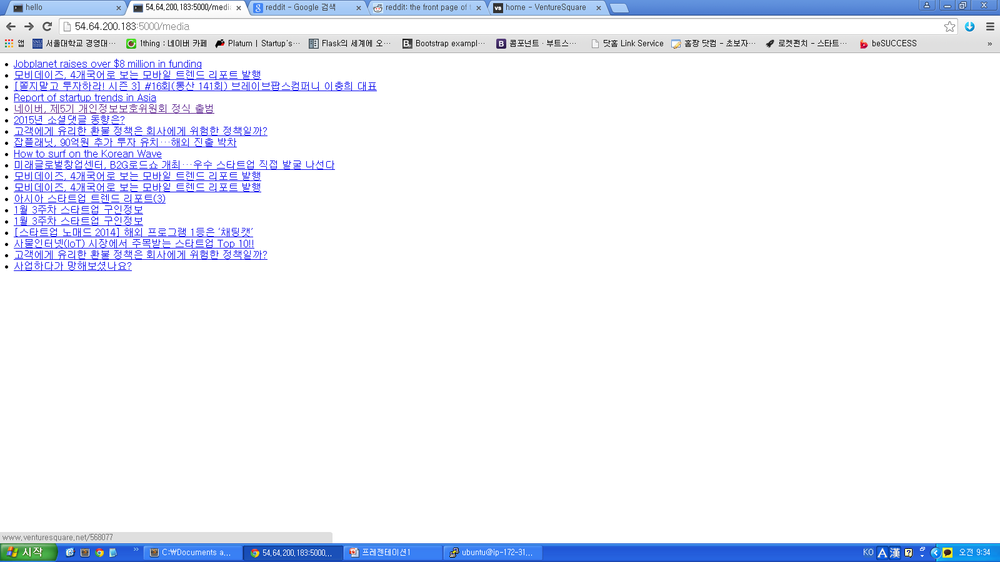 hello
54.64.200.183:5000/media
reddit - Google 검색
reddit: the front page of t
home - VentureSquare
54.64.200.183:5000/media
앱
서울대학교 경영대…
1thing : 네이버 카페
Platum | Startup's…
Flask의 세계에 오…
Bootstrap exampl…
콤포넌트 · 부트스…
닷홈 Link Service
홈짱 닷컴 - 초보자…
로켓펀치 - 스타트…
beSUCCESS
»
Jobplanet raises over $8 million in funding
모비데이즈, 4개국어로 보는 모바일 트렌드 리포트 발행
[쫄지말고 투자하라! 시즌 3] #16회(통산 141회) 브레이브팝스컴퍼니 이충희 대표
Report of startup trends in Asia
네이버, 제5기 개인정보보호위원회 정식 출범
2015년 소셜댓글 동향은?
고객에게 유리한 환불 정책은 회사에게 위험한 정책일까?
잡플래닛, 90억원 추가 투자 유치…해외 진출 박차
How to surf on the Korean Wave
미래글로벌창업센터, B2G로드쇼 개최…우수 스타트업 직접 발굴 나선다
모비데이즈, 4개국어로 보는 모바일 트렌드 리포트 발행
모비데이즈, 4개국어로 보는 모바일 트렌드 리포트 발행
아시아 스타트업 트렌드 리포트(3)
1월 3주차 스타트업 구인정보
1월 3주차 스타트업 구인정보
[스타트업 노매드 2014] 해외 프로그램 1등은 ‘채팅캣’
사물인터넷(IoT) 시장에서 주목받는 스타트업 Top 10!!
고객에게 유리한 환불 정책은 회사에게 위험한 정책일까?
사업하다가 망해보셨나요?
www.venturesquare.net/568077
시작
»
C:₩Documents a...
54.64.200.183:5000...
프레젠테이션1
ubuntu@ip-172-31...
KO
A
漢
오전 9:34